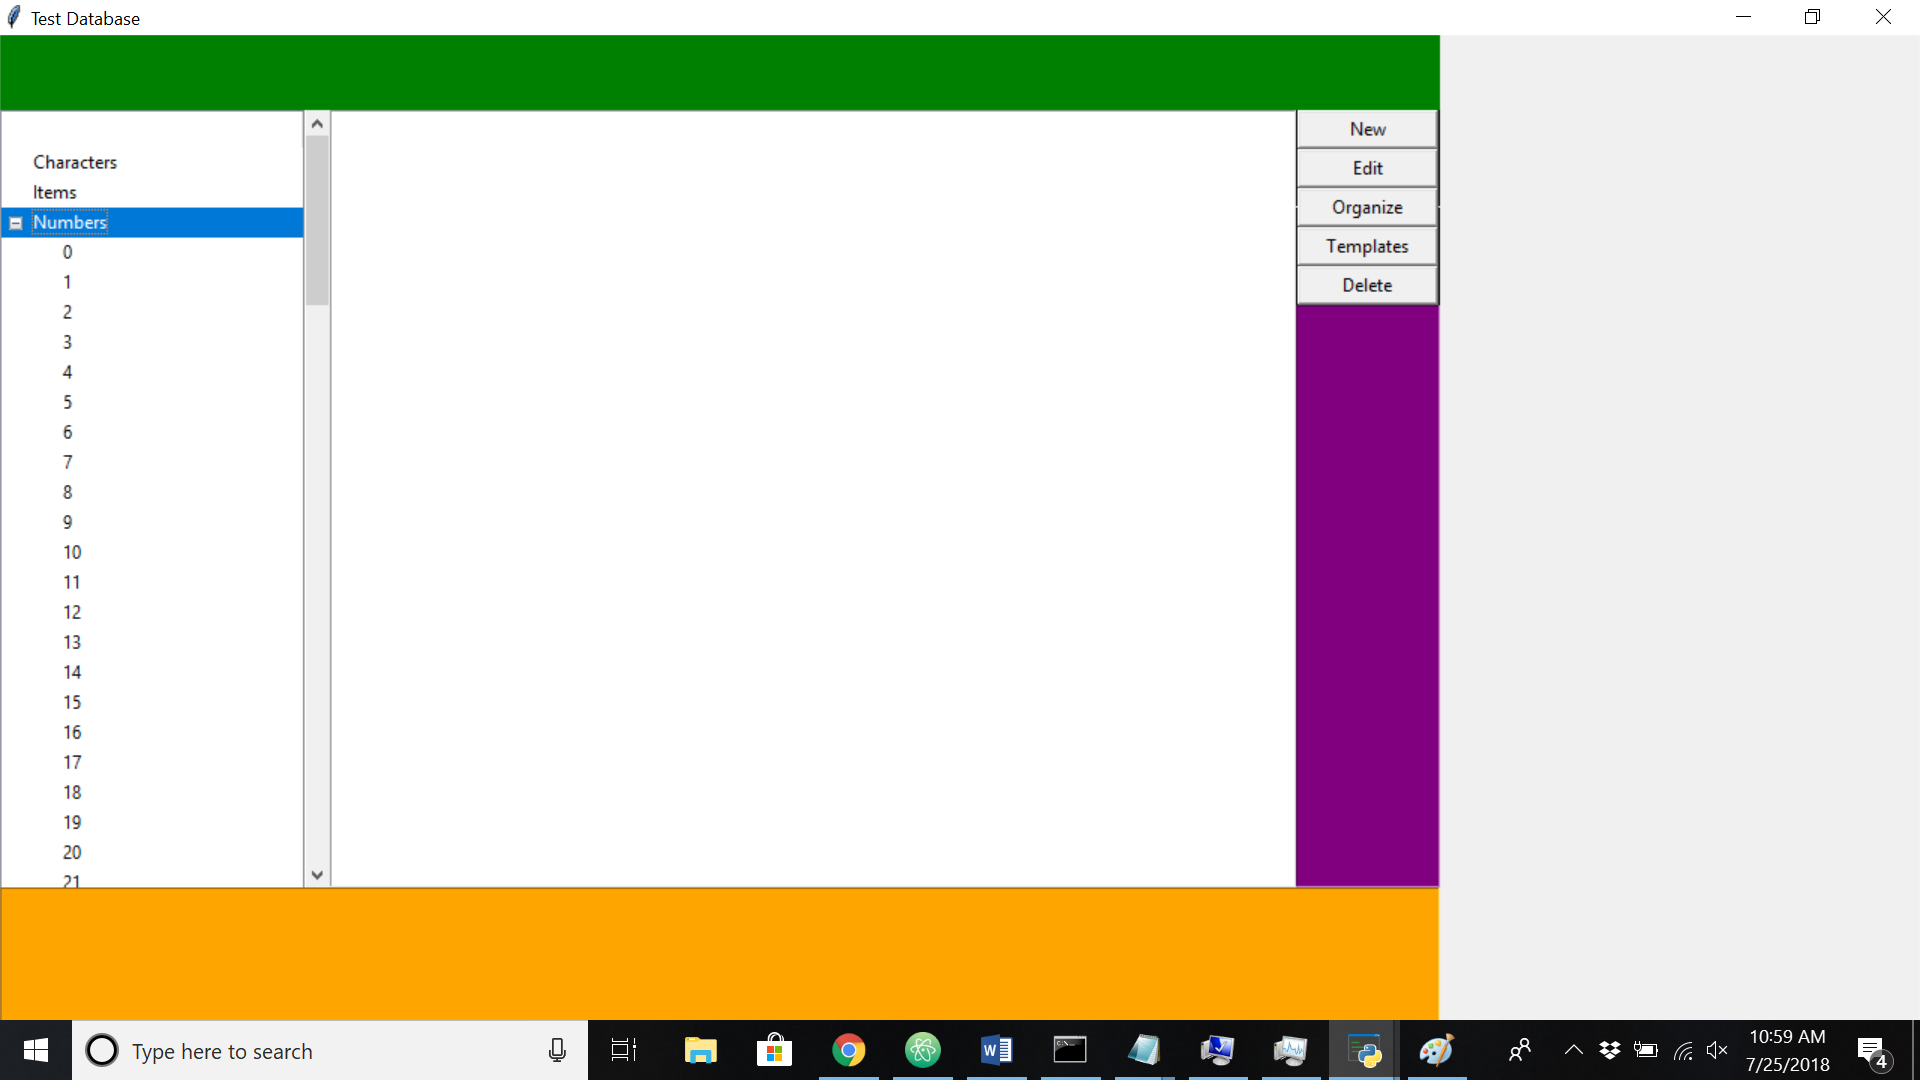 Test Database
Characters
Items
Numbers
0
1
2
3
4
5
6
7
8
9
10
11
12
13
14
15
16
17
18
19
20
21
New
Edit
Organize
Templates
Delete
Type here to search
10:59 AM
7/25/2018
4